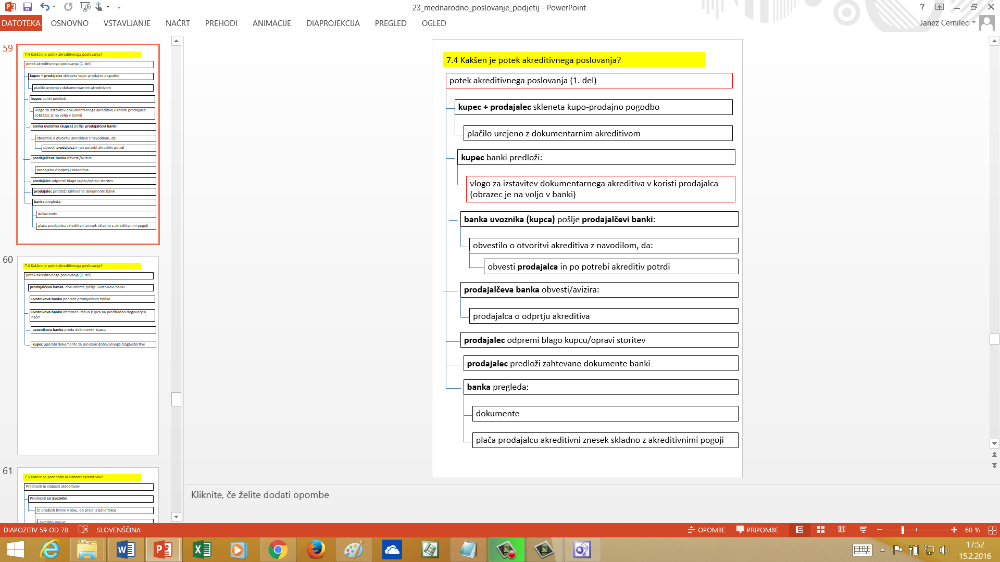 23_mednarodno_poslovanje_podjetij - PowerPoint
?
DATOTEKA OSNOVNO VSTAVLJANJE NAČRT PREHODI ANIMACIJE DIAPROJEKCIJA PREGLED OGLED
Janez Cernilec
59
7.4 Kakšen je potek akreditivnega poslovanja?
potek akreditivnega poslovanja (1. del)
kupec + prodajalec skleneta kupo-prodajno pogodbo
plačilo urejeno z dokumentarnim akreditivom
kupec banki predloži:
vlogo za izstavitev dokumentarnega akreditiva v koristi prodajalca
(obrazec je na voljo v banki)
banka uvoznika (kupca) pošlje prodajalčevi banki:
obvestilo o otvoritvi akreditiva z navodilom, da:
obvesti prodajalca in po potrebi akreditiv potrdi
prodajalčeva banka obvesti/avizira:
prodajalca o odprtju akreditiva
prodajalec odpremi blago kupcu/opravi storitev
prodajalec predloži zahtevane dokumente banki
banka pregleda:
dokumente
plača prodajalcu akreditivni znesek skladno z akreditivnimi pogoji
60
7.4 Kakšen je potek akreditivnega poslovanja?
potek akreditivnega poslovanja (2. del)
prodajalčeva banka dokumente pošlje uvoznikovi banki
uvoznikova banka poplača prodajalčevo banko
uvoznikova banka obremeni račun kupca na predhodno dogovorjen
način
uvoznikova banka preda dokumente kupcu
kupec uporabi dokumente za prevzem dobavljenega blaga/storitve
61
7.5 Katere so prednosti in slabosti akreditivov?
Prednosti in slabosti akreditivov
Prednosti za izvoznike
če predloži listine v roku, bo prejel plačilo takoj
akreditiv varuje
7.4 Kakšen je potek akreditivnega poslovanja?
potek akreditivnega poslovanja (1. del)
kupec + prodajalec skleneta kupo-prodajno pogodbo
plačilo urejeno z dokumentarnim akreditivom
kupec banki predloži:
vlogo za izstavitev dokumentarnega akreditiva v koristi prodajalca
(obrazec je na voljo v banki)
banka uvoznika (kupca) pošlje prodajalčevi banki:
obvestilo o otvoritvi akreditiva z navodilom, da:
obvesti prodajalca in po potrebi akreditiv potrdi
prodajalčeva banka obvesti/avizira:
prodajalca o odprtju akreditiva
prodajalec odpremi blago kupcu/opravi storitev
prodajalec predloži zahtevane dokumente banki
banka pregleda:
dokumente
plača prodajalcu akreditivni znesek skladno z akreditivnimi pogoji
Kliknite, če želite dodati opombe
DIAPOZITIV 59 OD 78 SLOVENŠČINA OPOMBE PRIPOMBE 60 %
17:52
15.2.2016